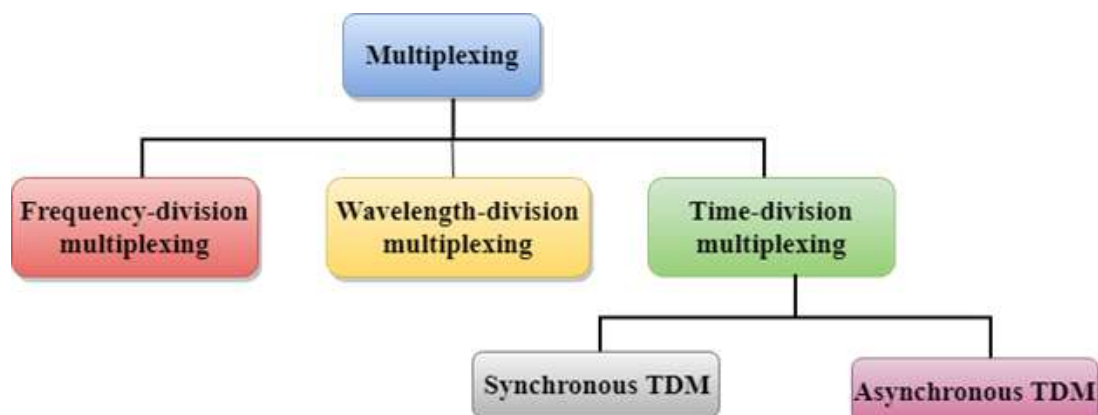 Multiplexing
Frequency-division
multiplexing
Wavelength-division
multiplexing
Time-division
multiplexing
Synchronous TDM
Asynchronous TDM